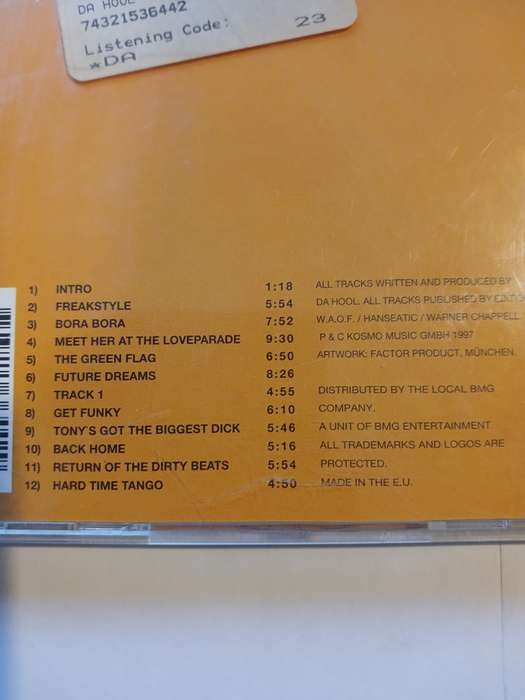 DA HOOL
74321536442
Listening Code: 23
*DA
1) INTRO 1:18
2) FREAKSTYLE 5:54
3) BORA BORA 7:52
4) MEET HER AT THE LOVEPARADE 9:30
5) THE GREEN FLAG 6:50
6) FUTURE DREAMS 8:26
7) TRACK 1 4:55
8) GET FUNKY 6:10
9) TONY'S GOT THE BIGGEST DICK 5:46
10) BACK HOME 5:16
11) RETURN OF THE DIRTY BEATS 5:54
12) HARD TIME TANGO 4:50
ALL TRACKS WRITTEN AND PRODUCED BY
DA HOOL. ALL TRACKS PUBLISHED BY
W.A.O.F. / HANSEATIC / WARNER CHAPPELL
P & C KOSMO MUSIC GMBH 1997
ARTWORK: FACTOR PRODUCT, MÜNCHEN.
DISTRIBUTED BY THE LOCAL BMG
COMPANY.
A UNIT OF BMG ENTERTAINMENT
ALL TRADEMARKS AND LOGOS ARE
PROTECTED.
MADE IN THE E.U.